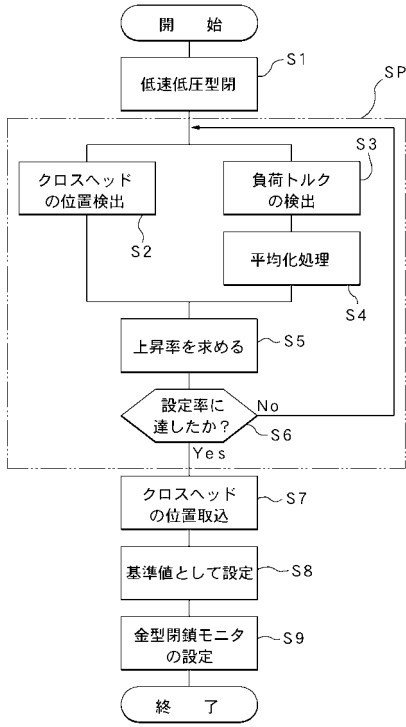 開　始
低速低圧型閉
S1
SP
クロスヘッド
の位置検出
S2
負荷トルク
の検出
S3
平均化処理
S4
上昇率を求める
S5
設定率に
達したか？
No
S6
Yes
クロスヘッド
の位置取込
S7
基準値として設定
S8
金型閉鎖モニタ
の設定
S9
終　了